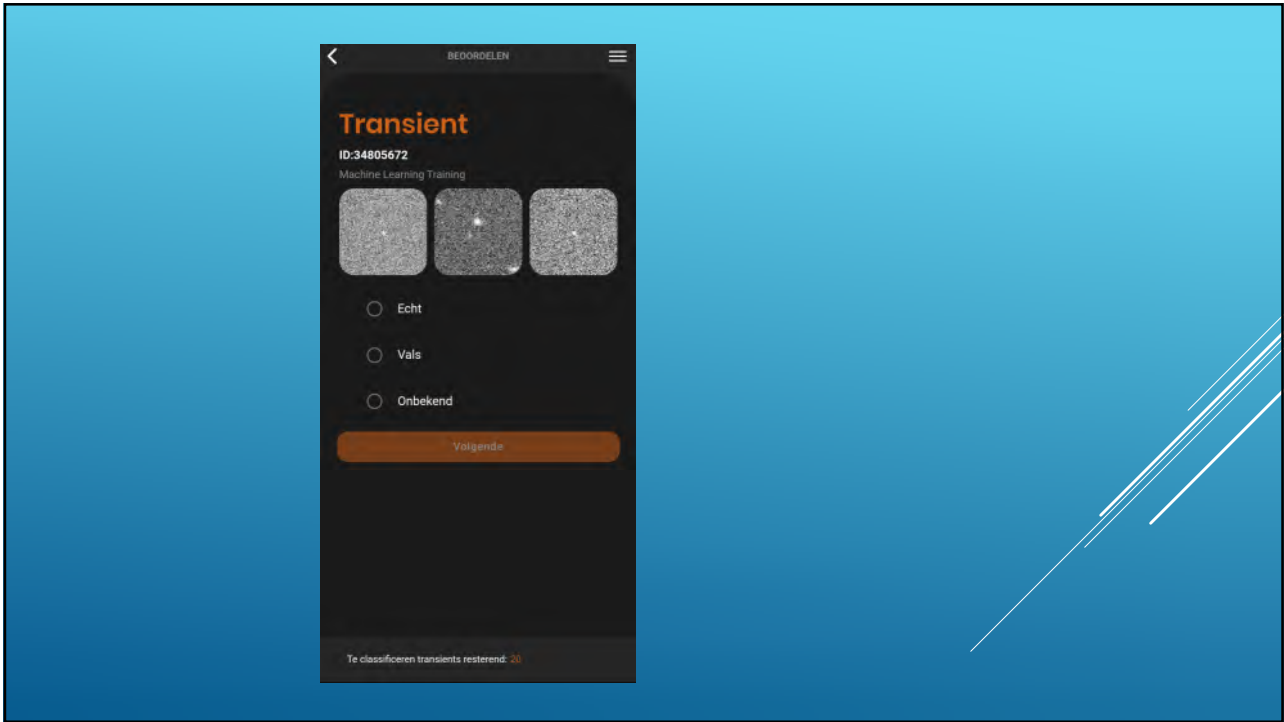 BEOORDELEN
Transient
ID:34805672
Machine Learning Training
Echt
Vals
Onbekend
Volgende
Te classificeren transients resterend: 20